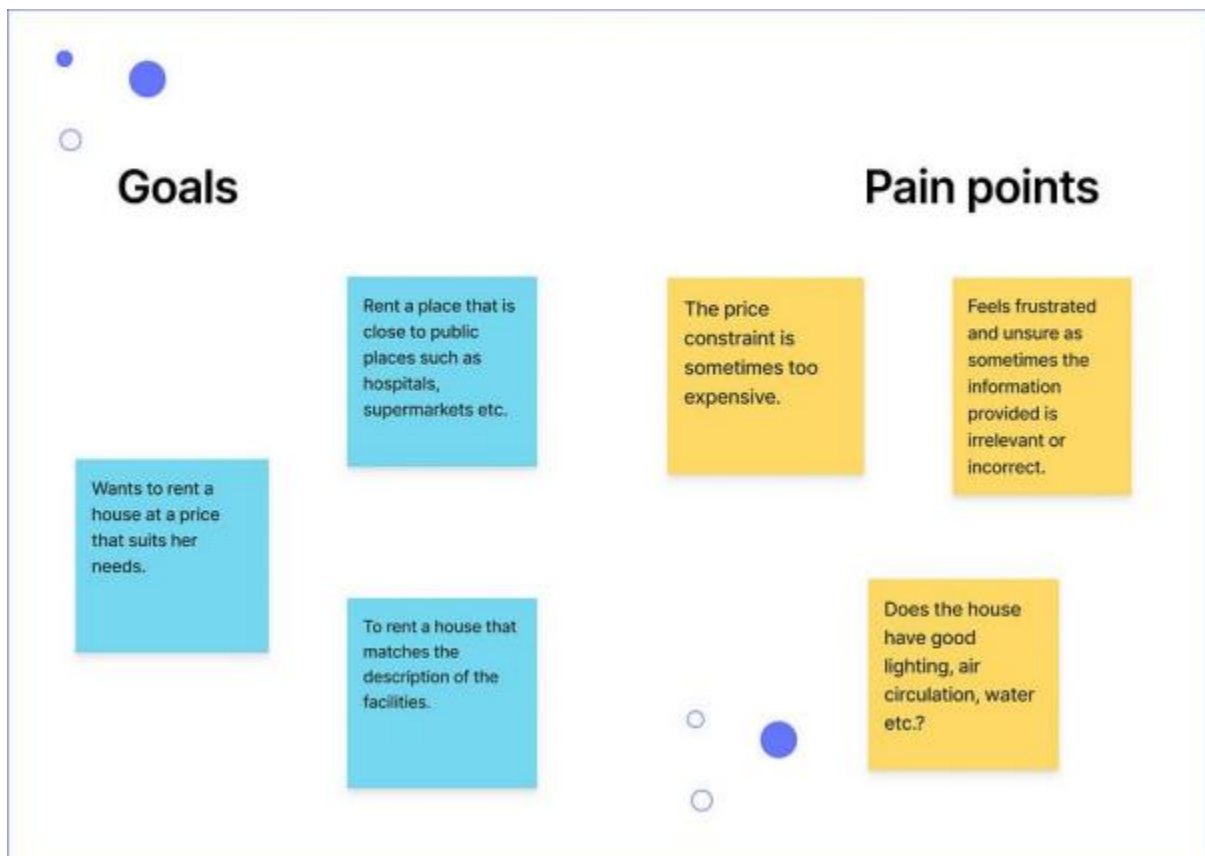 Goals
Pain points
Rent a place that is
close to public
places such as
hospitals,
supermarkets etc.
Wants to rent a
house at a price
that suits her
needs.
To rent a house that
matches the
description of the
facilities.
The price
constraint is
sometimes too
expensive.
Feels frustrated
and unsure as
sometimes the
information
provided is
irrelevant or
incorrect.
Does the house
have good
lighting, air
circulation, water
etc.?